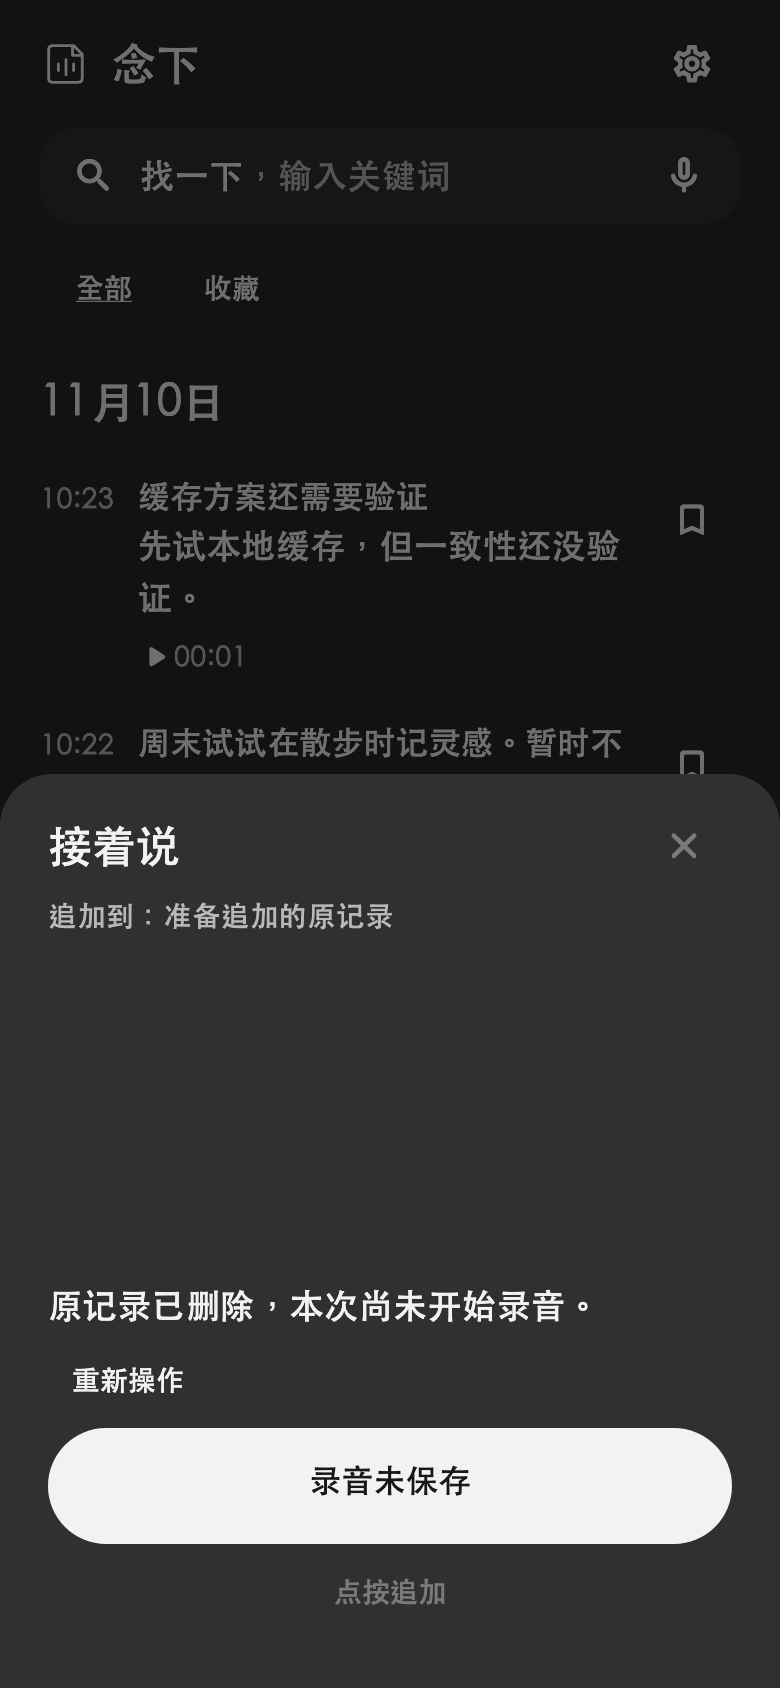 念下
找一下，输入关键词
全部 收藏
11月10日
10:23 缓存方案还需要验证
先试本地缓存，但一致性还没验
证。
00:01
10:22 周末试试在散步时记灵感。暂时不
接着说
追加到：准备追加的原记录
原记录已删除，本次尚未开始录音。
重新操作
录音未保存
点按追加